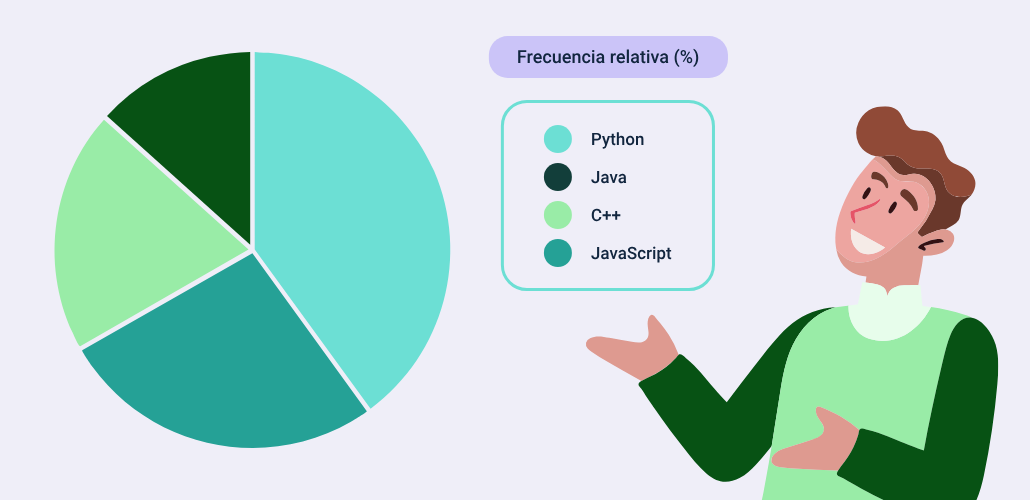 Frecuencia relativa (%)
Python
Java
C++
JavaScript